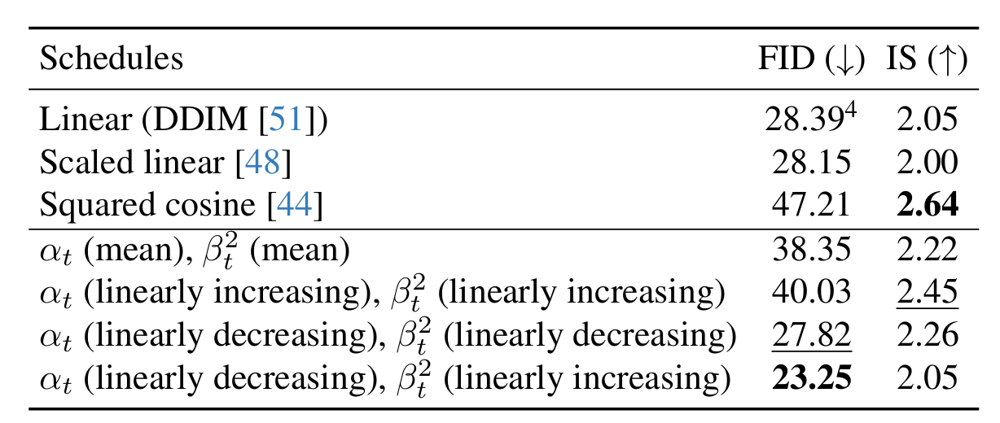 Schedules FID (↓) IS (↑)
Linear (DDIM [51]) 28.39⁴ 2.05
Scaled linear [48] 28.15 2.00
Squared cosine [44] 47.21 2.64
αₜ (mean), βₜ² (mean) 38.35 2.22
αₜ (linearly increasing), βₜ² (linearly increasing) 40.03 2.45
αₜ (linearly decreasing), βₜ² (linearly decreasing) 27.82 2.26
αₜ (linearly decreasing), βₜ² (linearly increasing) 23.25 2.05